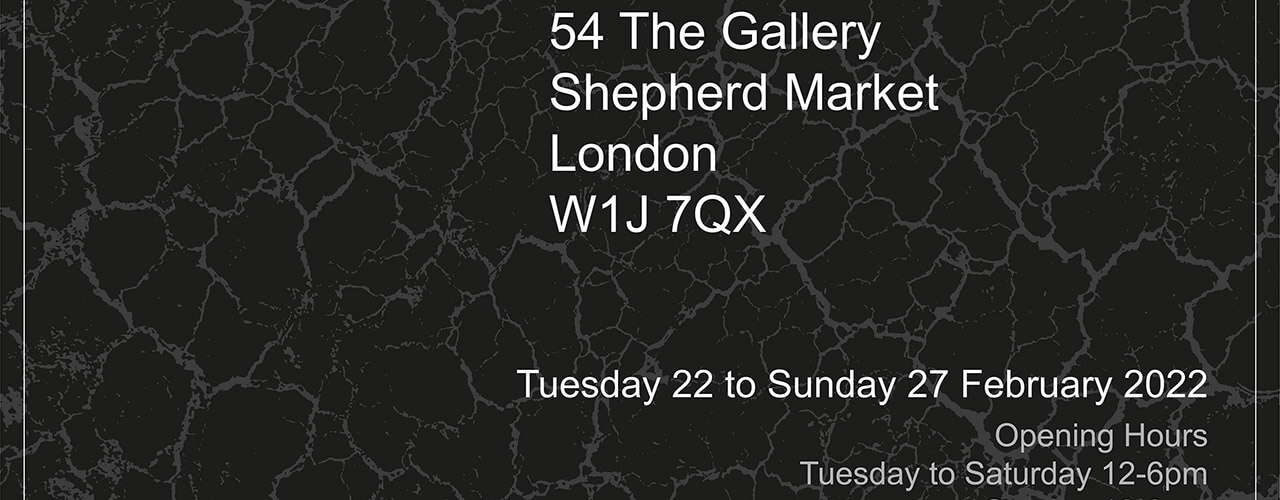 54 The Gallery
Shepherd Market
London
W1J 7QX
Tuesday 22 to Sunday 27 February 2022
Opening Hours
Tuesday to Saturday 12-6pm